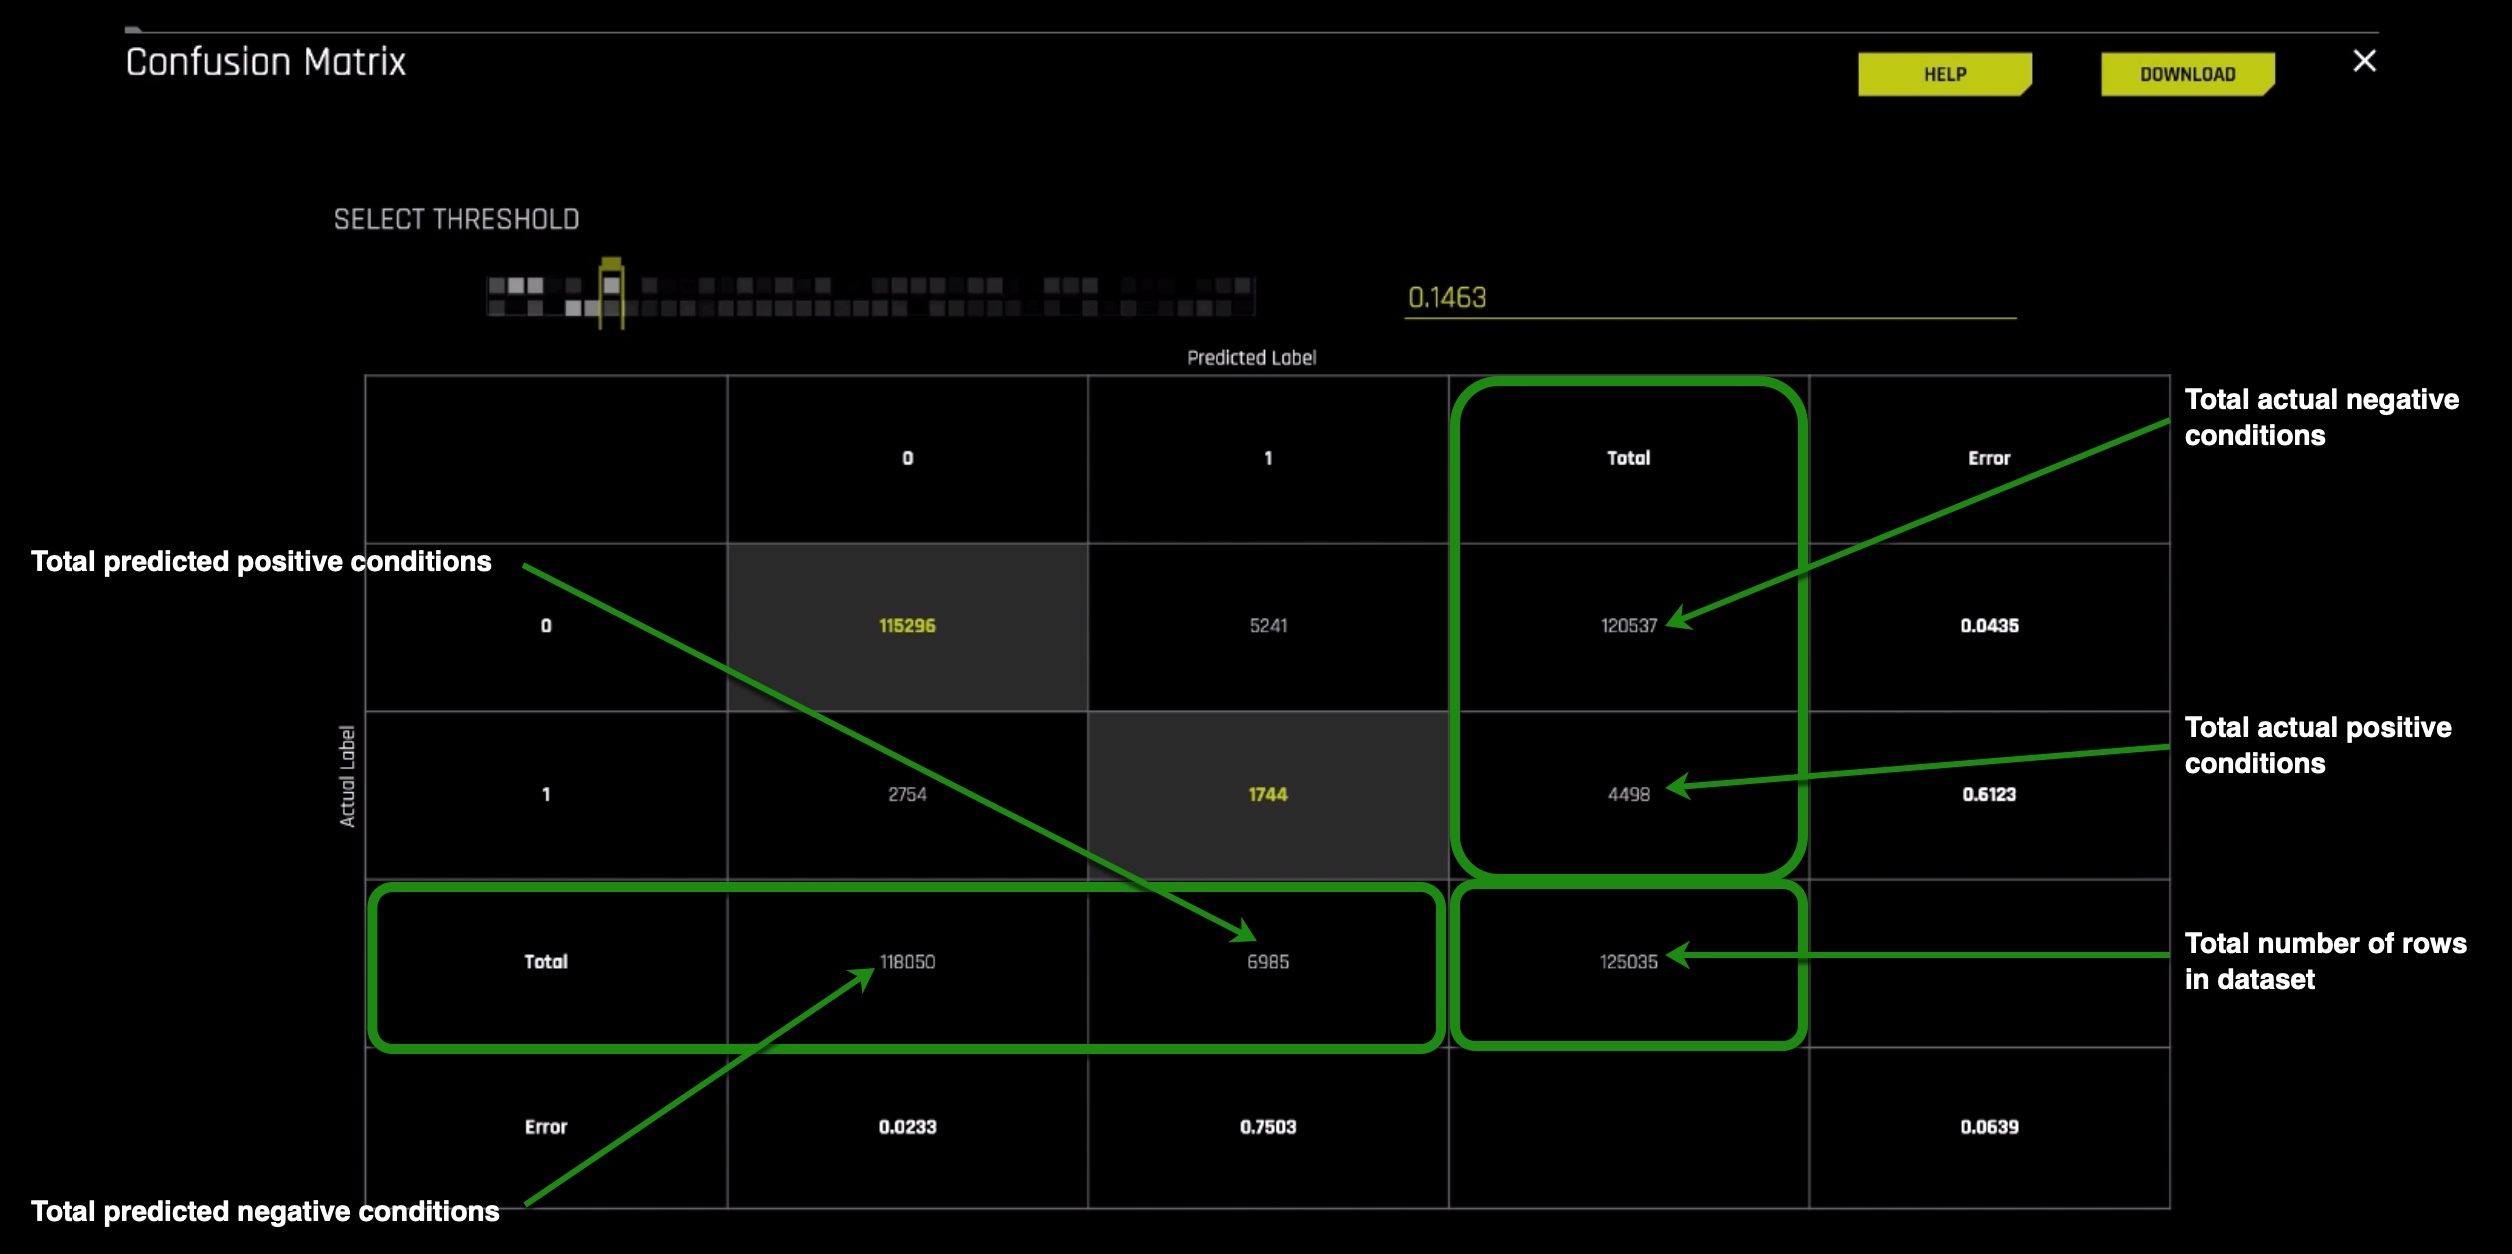 Confusion Matrix
HELP
DOWNLOAD
SELECT THRESHOLD
0.1463
Predicted Label
Total actual negative
conditions
0 1 Total Error
Total predicted positive conditions
0 115296 5241 120537 0.0435
Total actual positive
conditions
Actual Label
1 2754 1744 4498 0.6123
Total number of rows
in dataset
Total 118050 6985 125035
Error 0.0233 0.7503 0.0639
Total predicted negative conditions